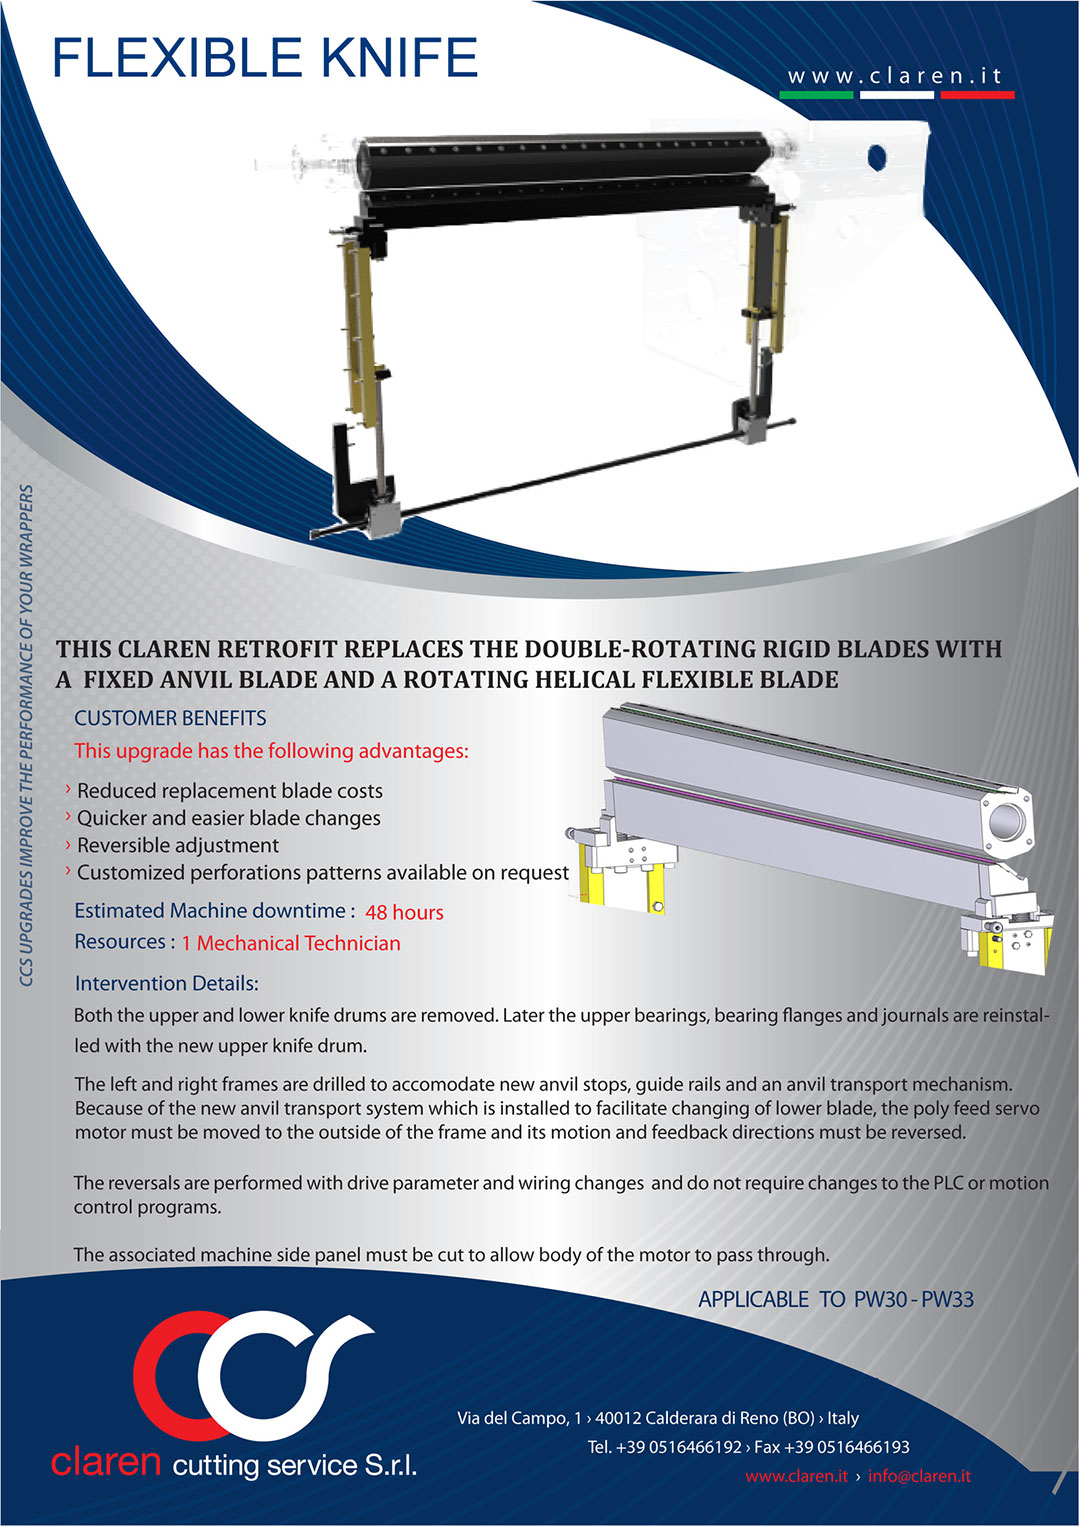 FLEXIBLE KNIFE
www.claren.it
CCS UPGRADES IMPROVE THE PERFORMANCE OF YOUR WRAPPERS
THIS CLAREN RETROFIT REPLACES THE DOUBLE-ROTATING RIGID BLADES WITH
A FIXED ANVIL BLADE AND A ROTATING HELICAL FLEXIBLE BLADE
CUSTOMER BENEFITS
This upgrade has the following advantages:
› Reduced replacement blade costs
› Quicker and easier blade changes
› Reversible adjustment
› Customized perforations patterns available on request
Estimated Machine downtime : 48 hours
Resources : 1 Mechanical Technician
Intervention Details:
Both the upper and lower knife drums are removed. Later the upper bearings, bearing flanges and journals are reinstal-
led with the new upper knife drum.
The left and right frames are drilled to accomodate new anvil stops, guide rails and an anvil transport mechanism.
Because of the new anvil transport system which is installed to facilitate changing of lower blade, the poly feed servo
motor must be moved to the outside of the frame and its motion and feedback directions must be reversed.
The reversals are performed with drive parameter and wiring changes and do not require changes to the PLC or motion
control programs.
The associated machine side panel must be cut to allow body of the motor to pass through.
APPLICABLE TO PW30 - PW33
ccs
claren cutting service S.r.l.
Via del Campo, 1 › 40012 Calderara di Reno (BO) › Italy
Tel. +39 0516466192 › Fax +39 0516466193
www.claren.it › info@claren.it